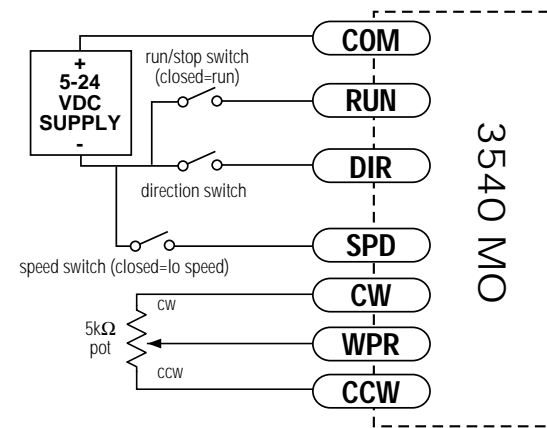 COM
run/stop switch
(closed=run)
+
5-24
VDC
SUPPLY
-
RUN
DIR
direction switch
SPD
speed switch (closed=lo speed)
CW
cw
5kΩ
pot
WPR
ccw
CCW
3540 MO